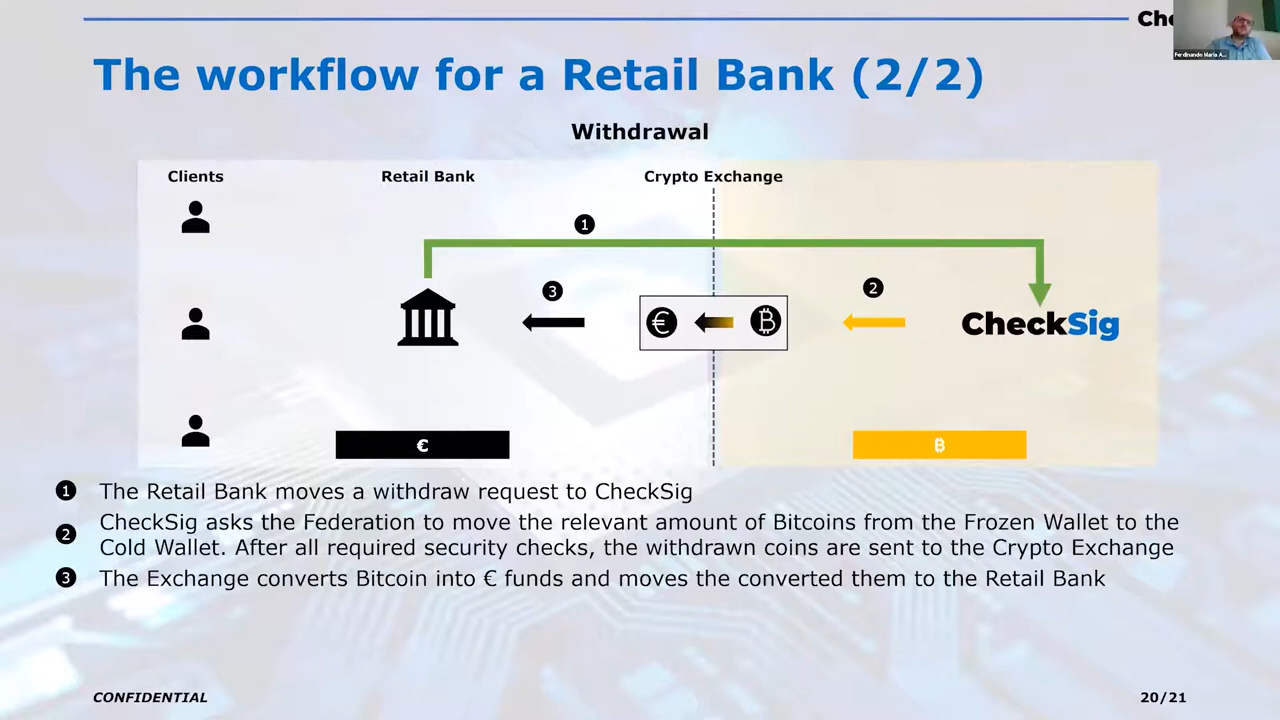 Che
Ferdinando Maria A...
The workflow for a Retail Bank (2/2)
Withdrawal
Clients
Retail Bank
Crypto Exchange
1
3
2
€
₿
CheckSig
€
₿
1 The Retail Bank moves a withdraw request to CheckSig
2 CheckSig asks the Federation to move the relevant amount of Bitcoins from the Frozen Wallet to the
Cold Wallet. After all required security checks, the withdrawn coins are sent to the Crypto Exchange
3 The Exchange converts Bitcoin into € funds and moves the converted them to the Retail Bank
CONFIDENTIAL
20/21